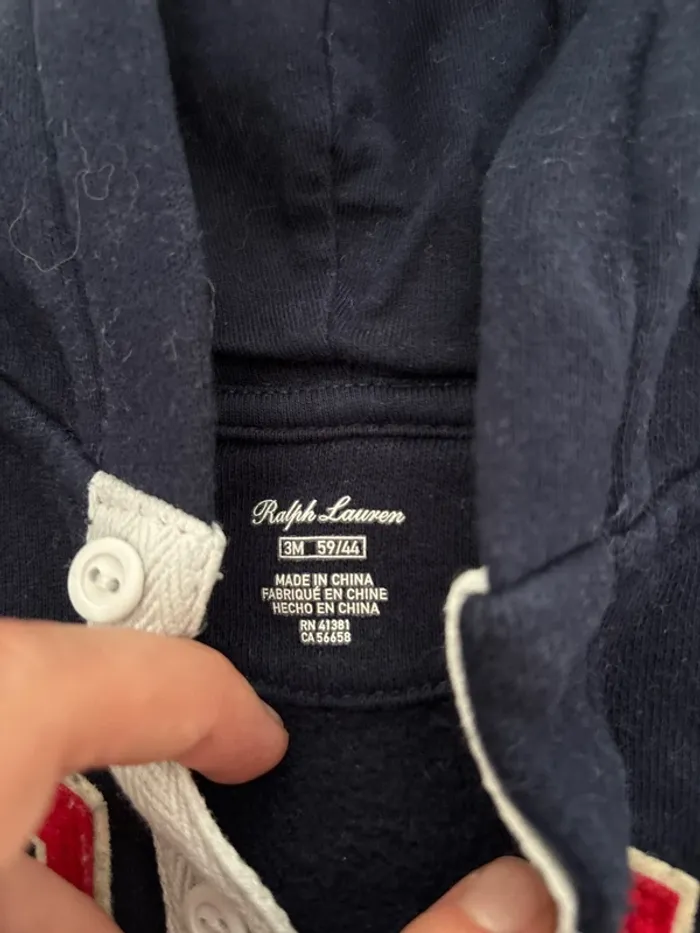 Ralph Lauren
3M 59/44
MADE IN CHINA
FABRIQUÉ EN CHINE
HECHO EN CHINA
RN 41381
CA 56658